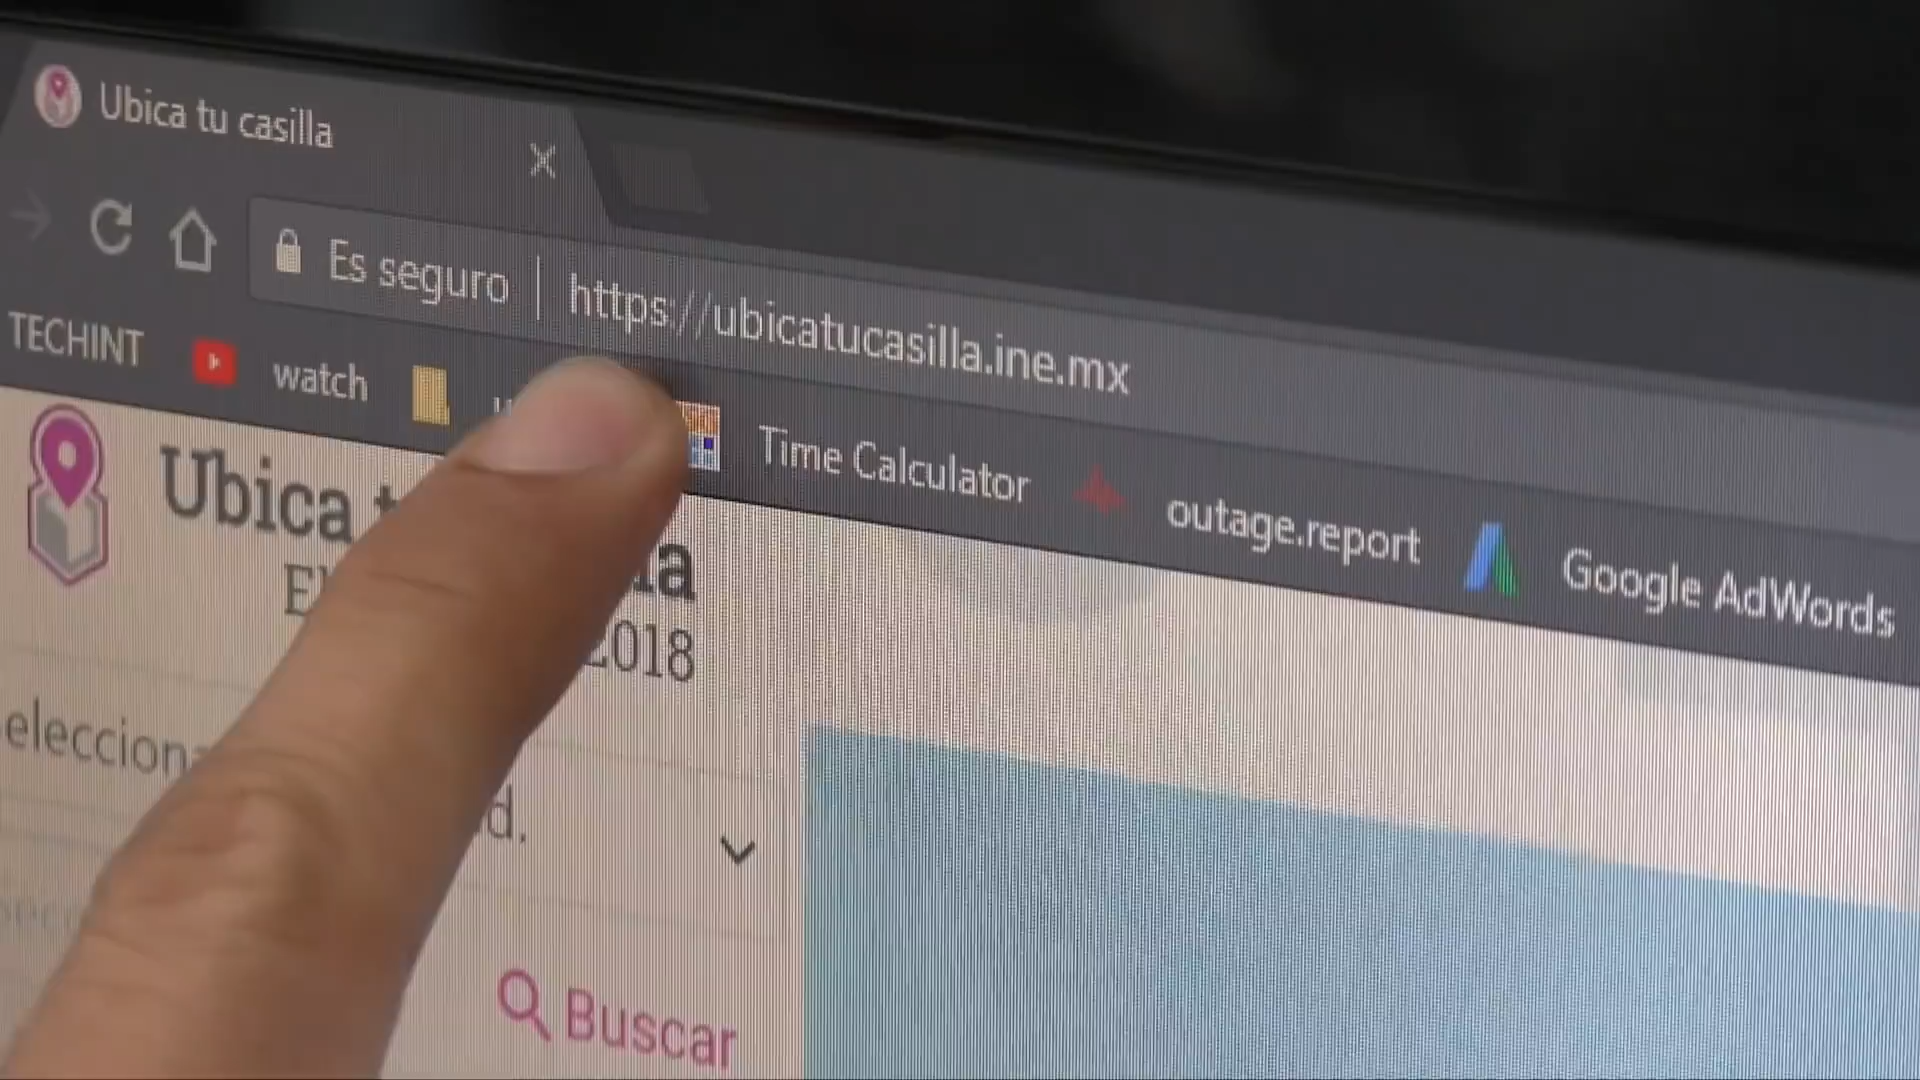 Ubica tu casilla
Es seguro | https://ubicatucasilla.ine.mx
TECHINT watch Time Calculator outage.report Google AdWords
Ubica
2018
Buscar